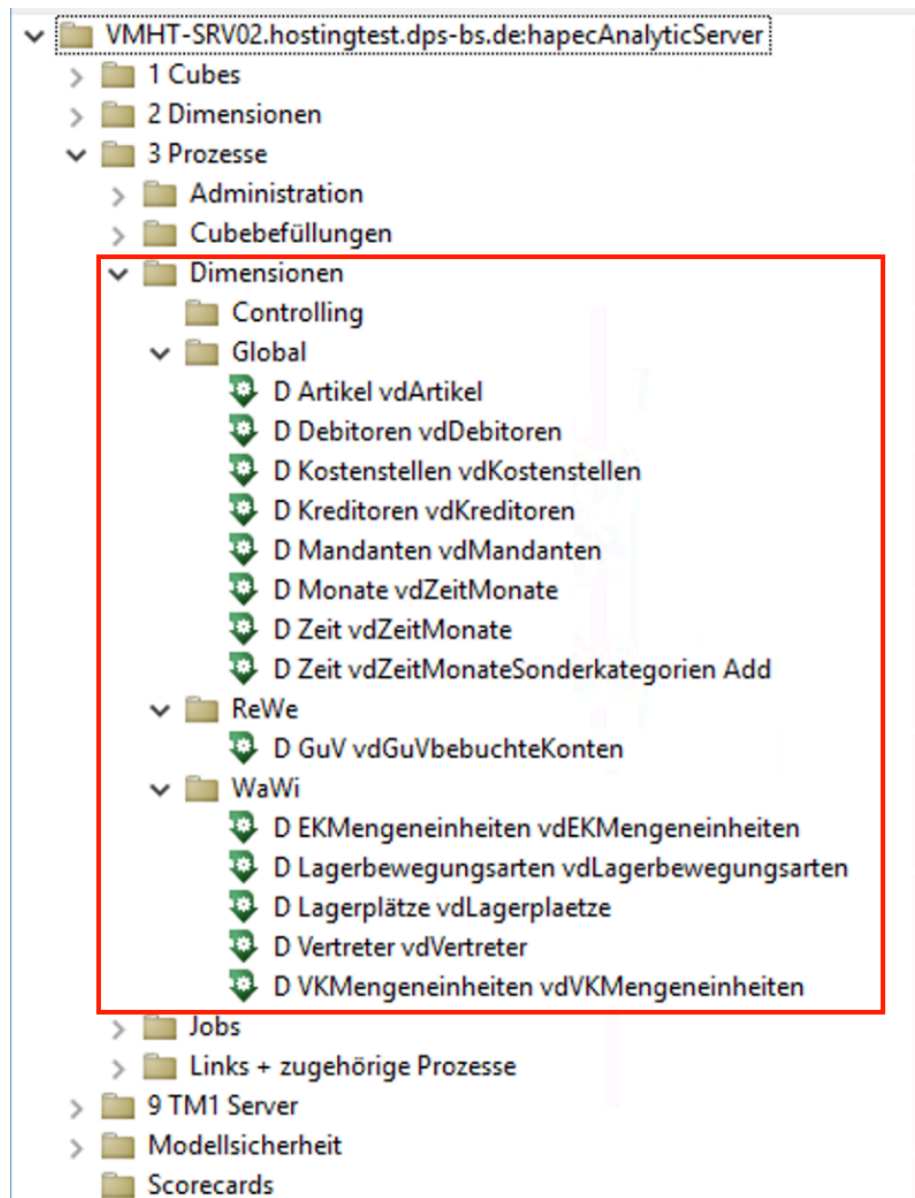 VMHT-SRV02.hostingtest.dps-bs.de:hapecAnalyticServer
1 Cubes
2 Dimensionen
3 Prozesse
Administration
Cubebefüllungen
Dimensionen
Controlling
Global
D Artikel vdArtikel
D Debitoren vdDebitoren
D Kostenstellen vdKostenstellen
D Kreditoren vdKreditoren
D Mandanten vdMandanten
D Monate vdZeitMonate
D Zeit vdZeitMonate
D Zeit vdZeitMonateSonderkategorien Add
ReWe
D GuV vdGuVbebuchteKonten
WaWi
D EKMengeneinheiten vdEKMengeneinheiten
D Lagerbewegungsarten vdLagerbewegungsarten
D Lagerplätze vdLagerplaetze
D Vertreter vdVertreter
D VKMengeneinheiten vdVKMengeneinheiten
Jobs
Links + zugehörige Prozesse
9 TM1 Server
Modellsicherheit
Scorecards